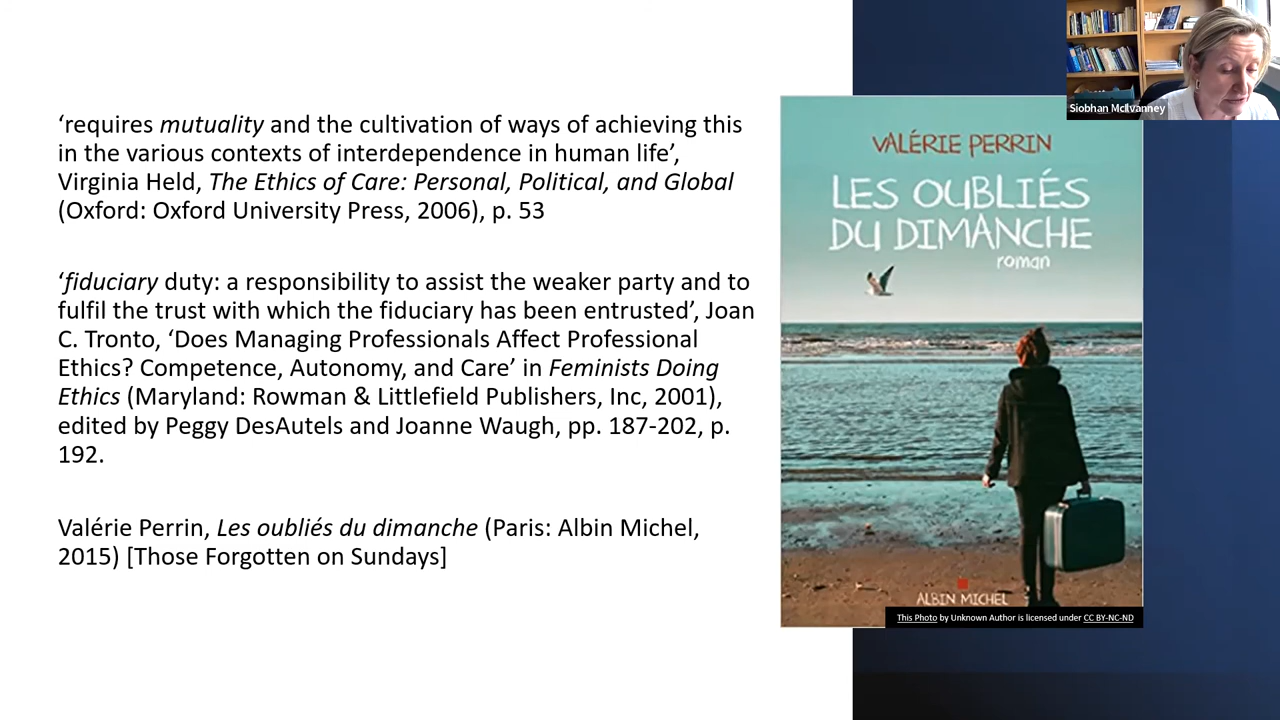 ‘requires mutuality and the cultivation of ways of achieving this
in the various contexts of interdependence in human life’,
Virginia Held, The Ethics of Care: Personal, Political, and Global
(Oxford: Oxford University Press, 2006), p. 53
‘fiduciary duty: a responsibility to assist the weaker party and to
fulfil the trust with which the fiduciary has been entrusted’, Joan
C. Tronto, ‘Does Managing Professionals Affect Professional
Ethics? Competence, Autonomy, and Care’ in Feminists Doing
Ethics (Maryland: Rowman & Littlefield Publishers, Inc, 2001),
edited by Peggy DesAutels and Joanne Waugh, pp. 187-202, p.
192.
Valérie Perrin, Les oubliés du dimanche (Paris: Albin Michel,
2015) [Those Forgotten on Sundays]
Siobhan McIlvanney
VALÉRIE PERRIN
LES OUBLIÉS
DU DIMANCHE
roman
ALBIN MICHEL
This Photo by Unknown Author is licensed under CC BY-NC-ND